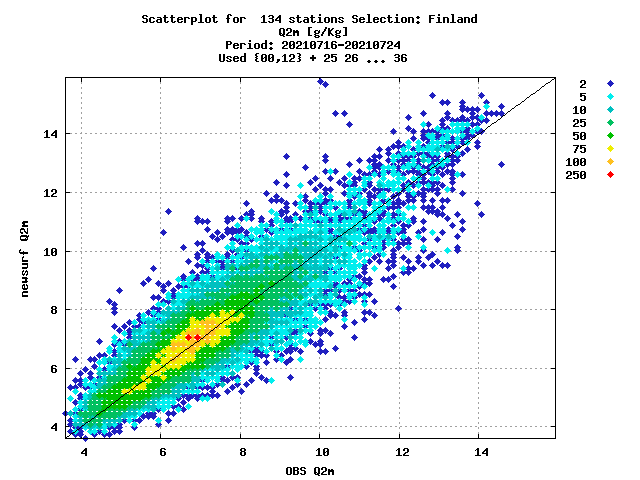 Scatterplot for  134 stations Selection: Finland
Q2m [g/Kg]
Period: 20210716-20210724
Used {00,12} + 25 26 ... 36
2
5
10
25
50
75
100
250
14
12
10
8
6
4
newsurf Q2m
4 6 8 10 12 14
OBS Q2m